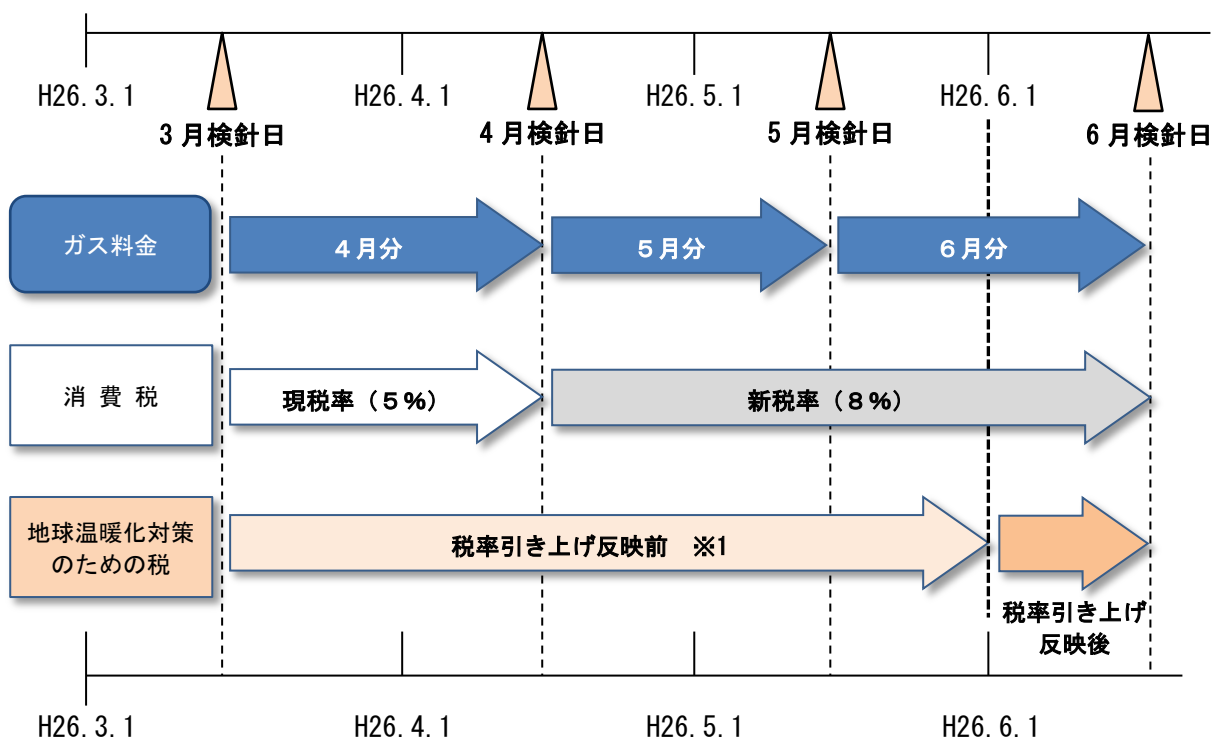 H26.3.1 H26.4.1 H26.5.1 H26.6.1
3月検針日 4月検針日 5月検針日 6月検針日
ガス料金 4月分 5月分 6月分
消 費 税 現税率（5%） 新税率（8%）
地球温暖化対策
のための税
税率引き上げ反映前 ※1
税率引き上げ
反映後
H26.3.1 H26.4.1 H26.5.1 H26.6.1